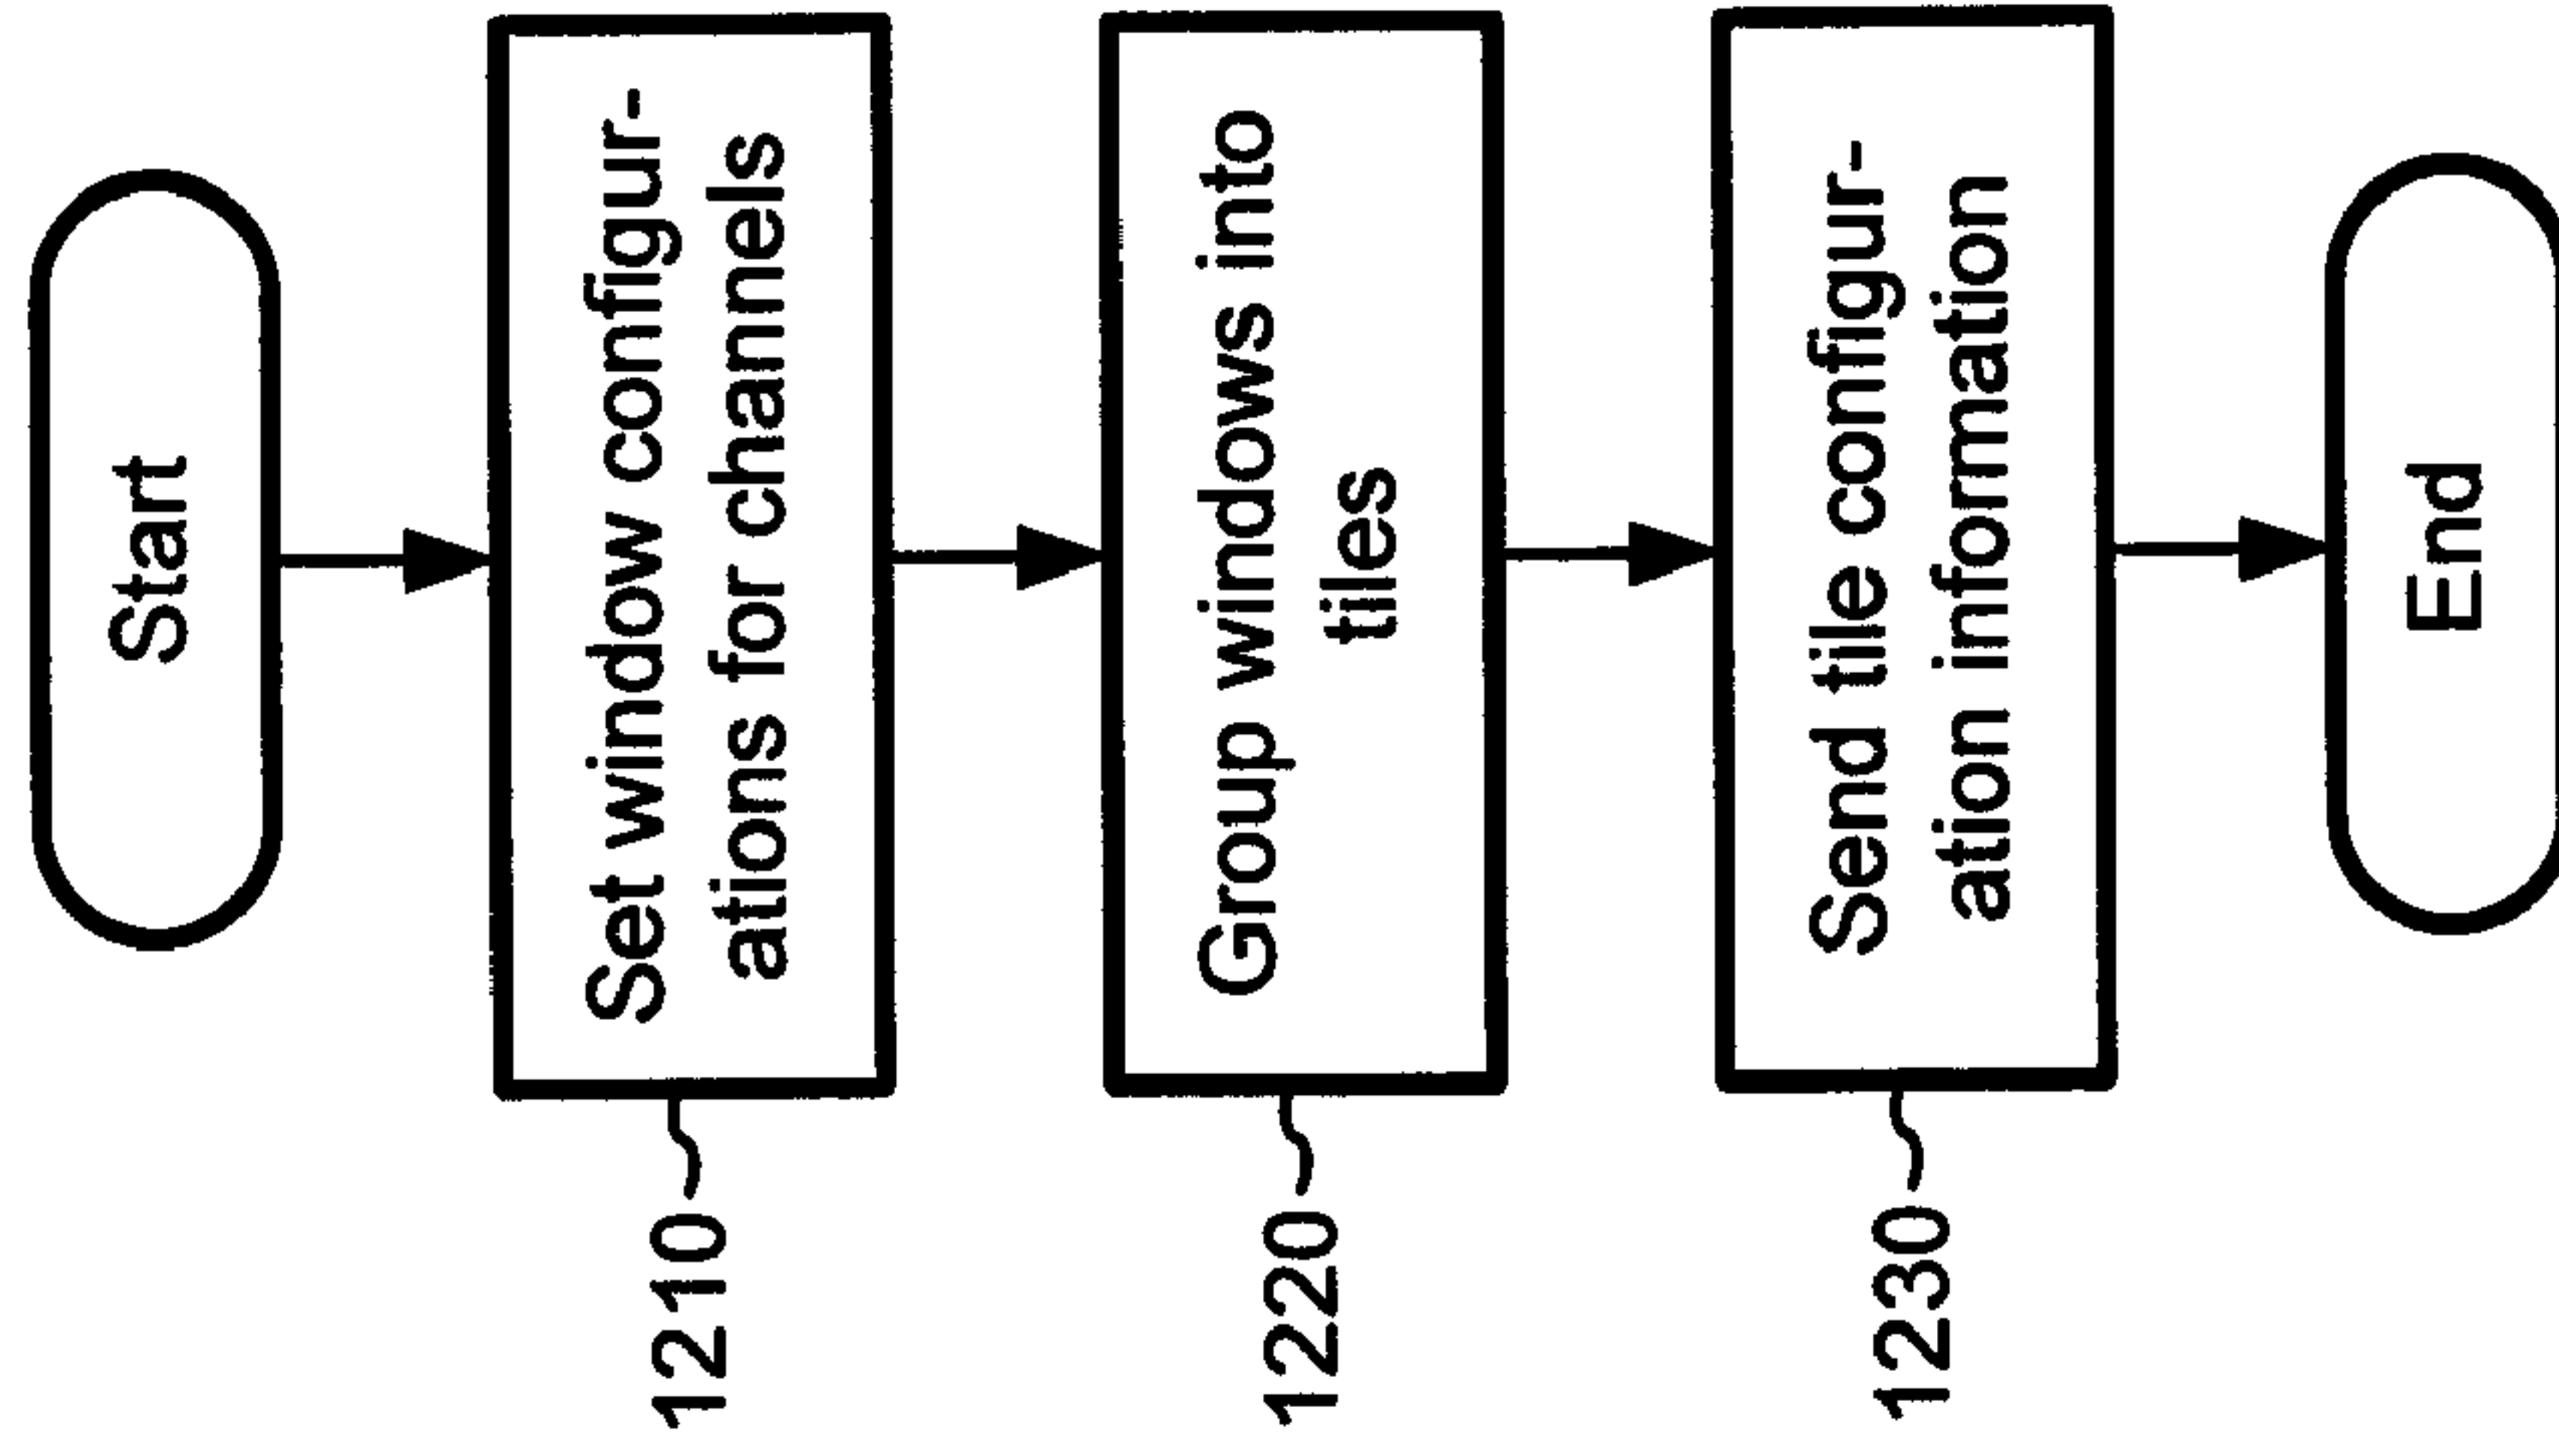 Start
1210
Set window configur-
ations for channels
1220
Group windows into
tiles
1230
Send tile configur-
ation information
End